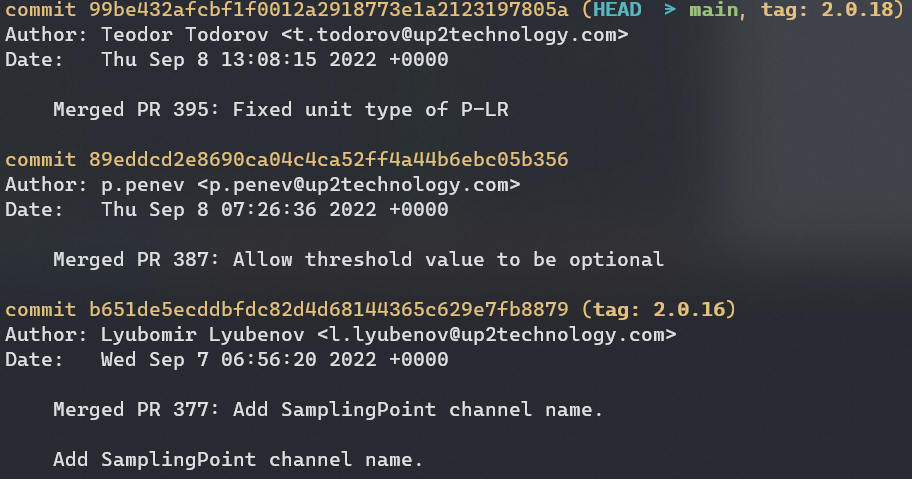 commit 99be432afcbf1f0012a2918773e1a2123197805a (HEAD -> main, tag: 2.0.18)
Author: Teodor Todorov <t.todorov@up2technology.com>
Date:   Thu Sep 8 13:08:15 2022 +0000
Merged PR 395: Fixed unit type of P-LR
commit 89eddcd2e8690ca04c4ca52ff4a44b6ebc05b356
Author: p.penev <p.penev@up2technology.com>
Date:   Thu Sep 8 07:26:36 2022 +0000
Merged PR 387: Allow threshold value to be optional
commit b651de5ecddbfdc82d4d68144365c629e7fb8879 (tag: 2.0.16)
Author: Lyubomir Lyubenov <l.lyubenov@up2technology.com>
Date:   Wed Sep 7 06:56:20 2022 +0000
Merged PR 377: Add SamplingPoint channel name.
Add SamplingPoint channel name.